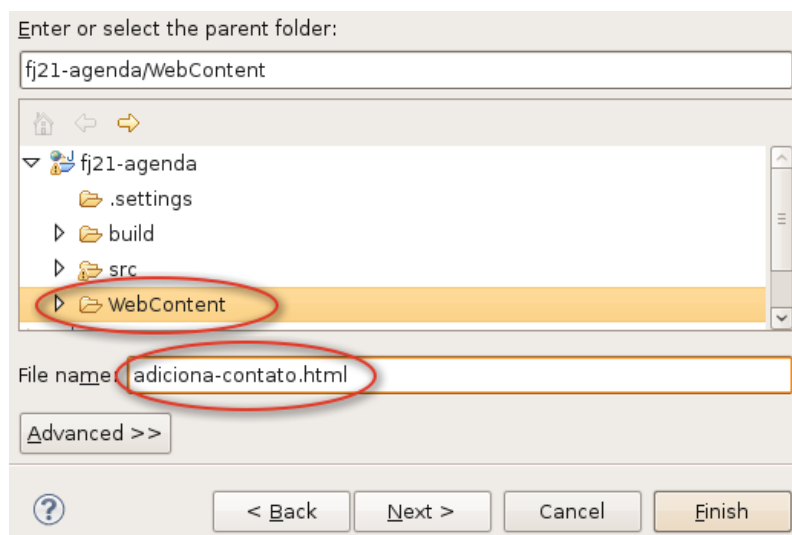 Enter or select the parent folder:
fj21-agenda/WebContent
fj21-agenda
.settings
build
src
WebContent
File name: adiciona-contato.html
Advanced >>
< Back Next > Cancel Finish